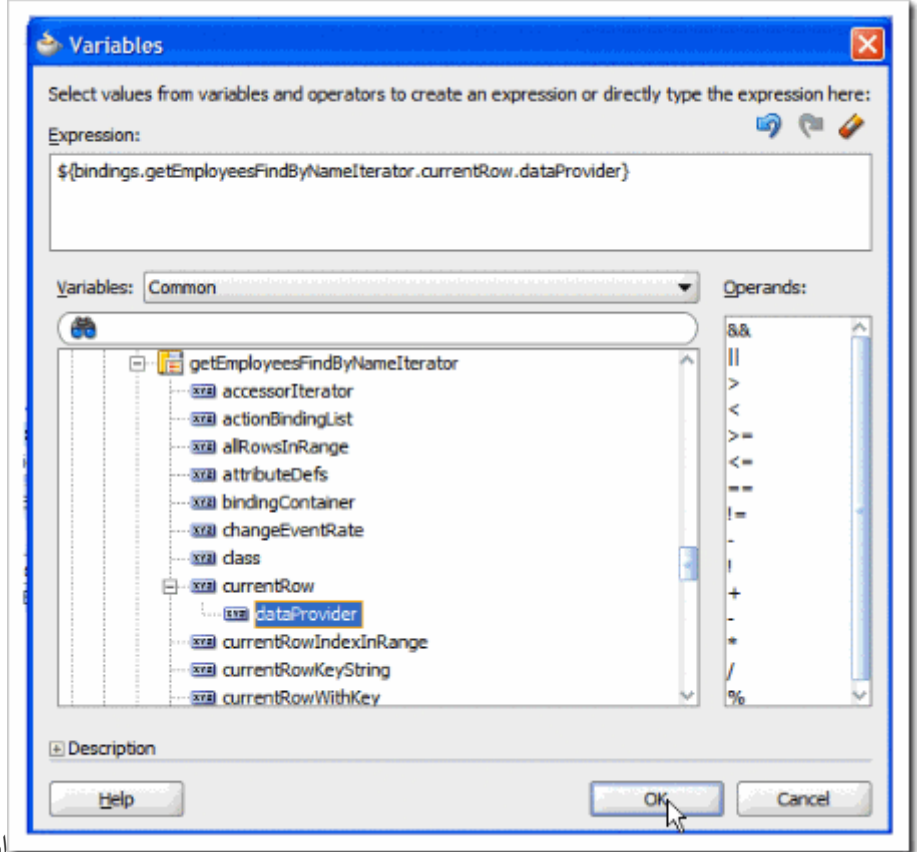 Variables
Select values from variables and operators to create an expression or directly type the expression here:
Expression:
${bindings.getEmployeesFindByNameIterator.currentRow.dataProvider}
Variables: Common
Operands:
getEmployeesFindByNameIterator
accessorIterator
actionBindingList
allRowsInRange
attributeDefs
bindingContainer
changeEventRate
class
currentRow
dataProvider
currentRowIndexInRange
currentRowKeyString
currentRowWithKey
&&
||
>
<
>=
<=
==
!=
-
!
+
-
*
/
%
Description
Help
OK
Cancel